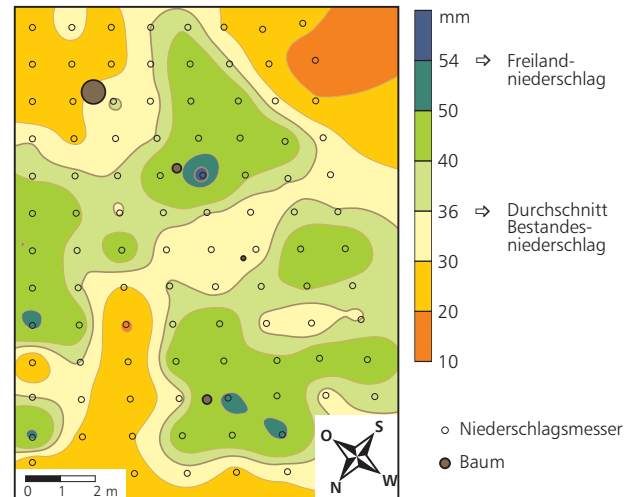 mm
54 ⇨ Freiland-
niederschlag
50
40
36 ⇨ Durchschnitt
Bestandes-
niederschlag
30
20
10
Niederschlagsmesser
Baum
O S
N W
0 1 2 m